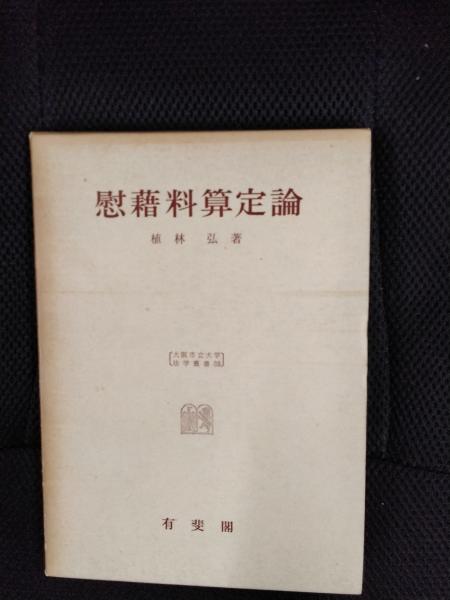 慰藉料算定論
植林弘著
大阪市立大学
法学叢書
有斐閣